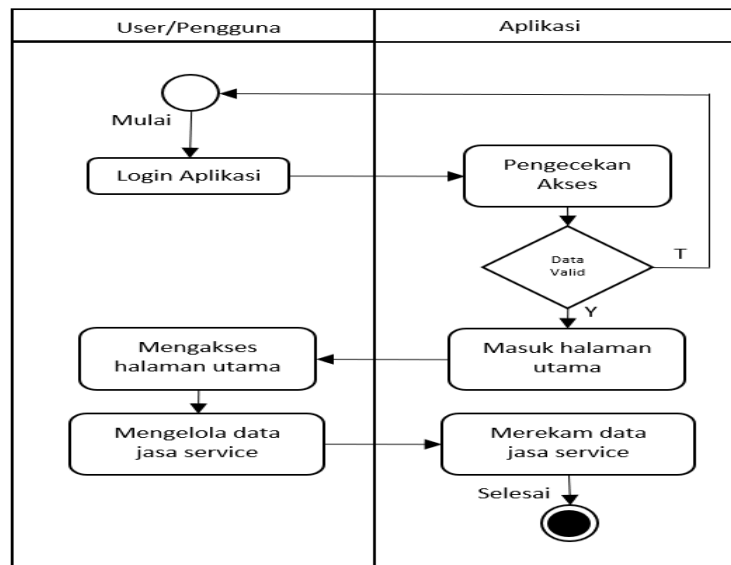 User/Pengguna
Aplikasi
Mulai
Login Aplikasi
Pengecekan
Akses
Data
Valid
T
Y
Masuk halaman
utama
Mengakses
halaman utama
Mengelola data
jasa service
Merekam data
jasa service
Selesai